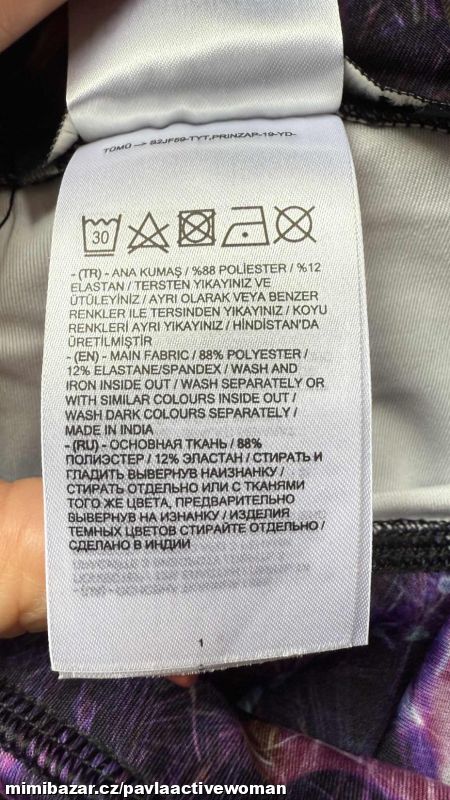 TÜMÜ → S2JF59-TYT,PRINZAP-19-YD-
30
- (TR) - ANA KUMAŞ / %88 POLİESTER / %12
ELASTAN / TERSTEN YIKAYINIZ VE
ÜTÜLEYİNİZ / AYRI OLARAK VEYA BENZER
RENKLER İLE TERSINDEN YIKAYINIZ / KOYU
RENKLERİ AYRI YIKAYINIZ / HİNDİSTAN'DA
ÜRETİLMİŞTİR
- (EN) - MAIN FABRIC / 88% POLYESTER /
12% ELASTANE/SPANDEX / WASH AND
IRON INSIDE OUT / WASH SEPARATELY OR
WITH SIMILAR COLOURS INSIDE OUT /
WASH DARK COLOURS SEPARATELY /
MADE IN INDIA
- (RU) - ОСНОВНАЯ ТКАНЬ / 88%
ПОЛИЭСТЕР / 12% ЭЛАСТАН / СТИРАТЬ И
ГЛАДИТЬ ВЫВЕРНУВ НАИЗНАНКУ /
СТИРАТЬ ОТДЕЛЬНО ИЛИ С ТКАНЯМИ
ТОГО ЖЕ ЦВЕТА, ПРЕДВАРИТЕЛЬНО
ВЫВЕРНУВ НА ИЗНАНКУ / ИЗДЕЛИЯ
ТЕМНЫХ ЦВЕТОВ СТИРАЙТЕ ОТДЕЛЬНО /
СДЕЛАНО В ИНДИИ
1
mimibazar.cz/pavlaactivewoman